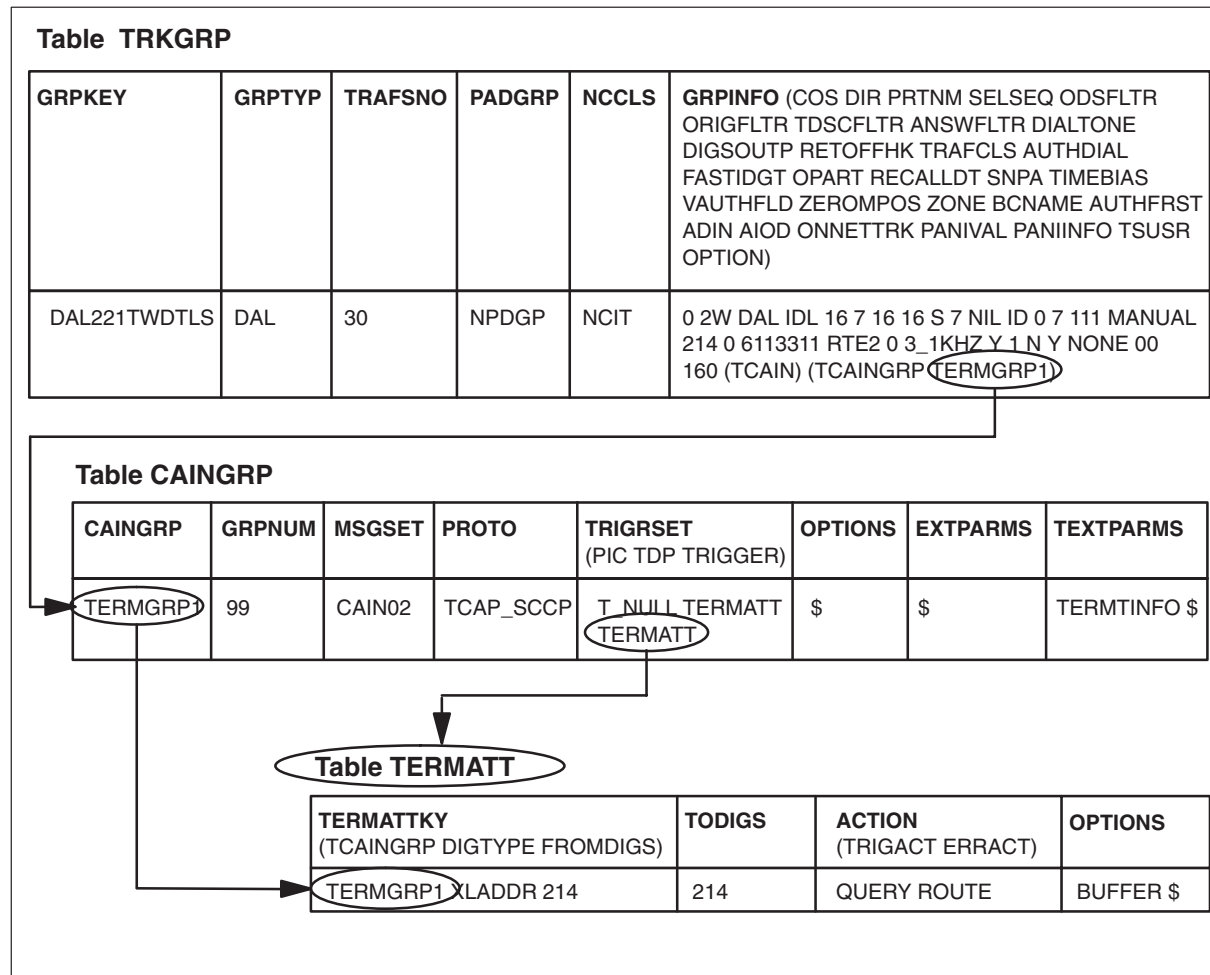 Table TRKGRP
GRPKEY
GRPTYP
TRAFSNO
PADGRP
NCCLS
GRPINFO (COS DIR PRTNM SELSEQ ODSFLTR
ORIGFLTR TDSCFLTR ANSWFLTR DIALTONE
DIGSOUTP RETOFFHK TRAFCLS AUTHDIAL
FASTIDGT OPART RECALLDT SNPA TIMEBIAS
VAUTHFLD ZEROMPOS ZONE BCNAME AUTHFRST
ADIN AIOD ONNETTRK PANIVAL PANIINFO TSUSR
OPTION)
DAL221TWDTLS
DAL
30
NPDGP
NCIT
0 2W DAL IDL 16 7 16 16 S 7 NIL ID 0 7 111 MANUAL
214 0 6113311 RTE2 0 3_1KHZ Y 1 N Y NONE 00
160 (TCAIN) (TCAINGRP TERMGRP1)
Table CAINGRP
CAINGRP
GRPNUM
MSGSET
PROTO
TRIGRSET
(PIC TDP TRIGGER)
OPTIONS
EXTPARMS
TEXTPARMS
TERMGRP1
99
CAIN02
TCAP_SCCP
T_NULL TERMATT
TERMATT
$
$
TERMTINFO $
Table TERMATT
TERMATTKY
(TCAINGRP DIGTYPE FROMDIGS)
TODIGS
ACTION
(TRIGACT ERRACT)
OPTIONS
TERMGRP1 XLADDR 214
214
QUERY ROUTE
BUFFER $